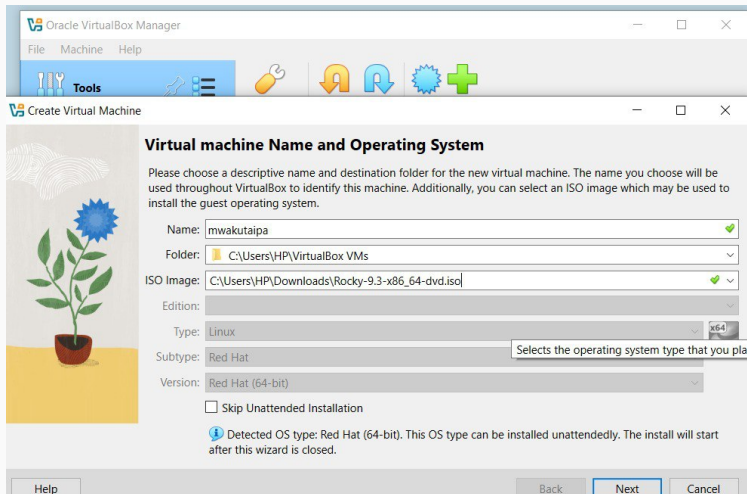 Oracle VirtualBox Manager
File Machine Help
Tools
Create Virtual Machine
Virtual machine Name and Operating System
Please choose a descriptive name and destination folder for the new virtual machine. The name you choose will be
used throughout VirtualBox to identify this machine. Additionally, you can select an ISO image which may be used to
install the guest operating system.
Name: mwakutaipa
Folder: C:\Users\HP\VirtualBox VMs
ISO Image: C:\Users\HP\Downloads\Rocky-9.3-x86_64-dvd.iso
Edition:
Type: Linux x64
Selects the operating system type that you pla
Subtype: Red Hat
Version: Red Hat (64-bit)
Skip Unattended Installation
Detected OS type: Red Hat (64-bit). This OS type can be installed unattendedly. The install will start
after this wizard is closed.
Help Back Next Cancel